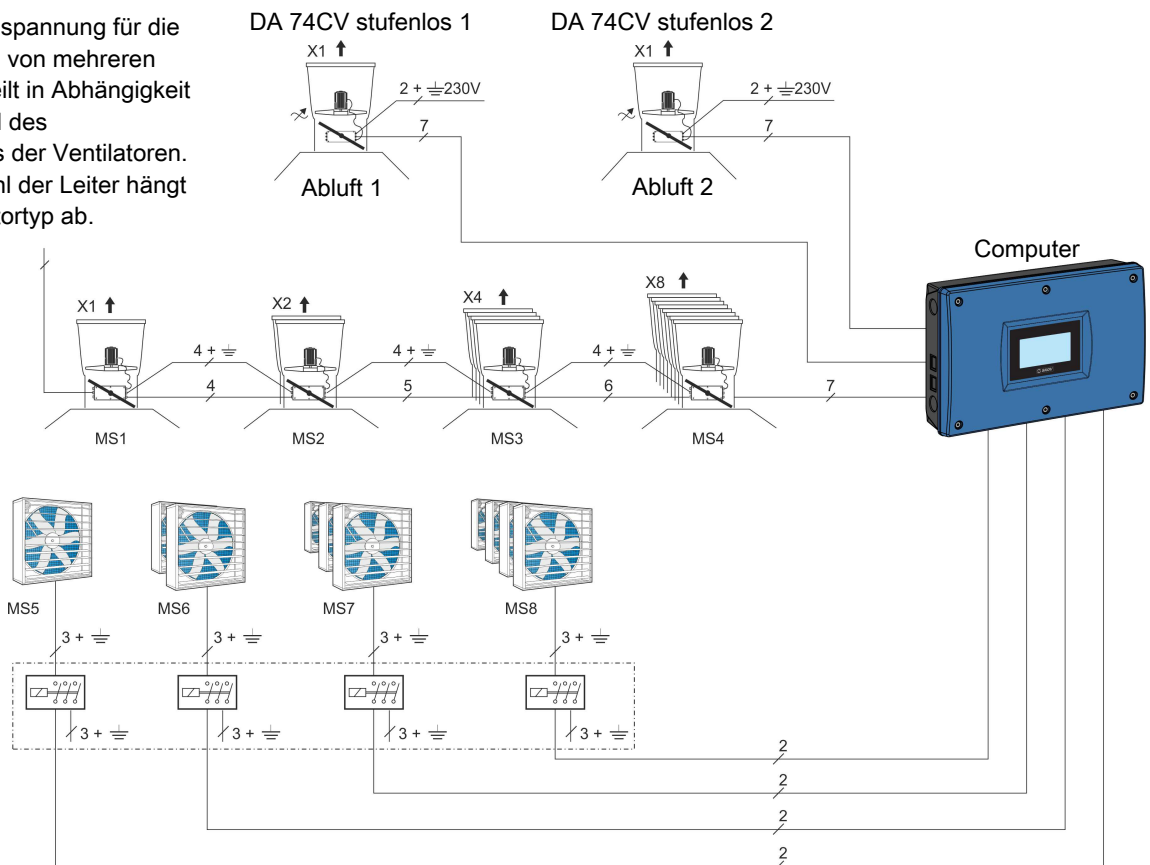 spannung für die
von mehreren
eilt in Abhängigkeit
des
s der Ventilatoren.
hl der Leiter hängt
tortyp ab.
DA 74CV stufenlos 1
DA 74CV stufenlos 2
X1
X1
2 + 230V
2 + 230V
7
7
Abluft 1
Abluft 2
Computer
X1
X2
X4
X8
4 +
4 +
4 +
4
5
6
7
MS1
MS2
MS3
MS4
MS5
MS6
MS7
MS8
3 +
3 +
3 +
3 +
3 +
3 +
3 +
3 +
2
2
2
2